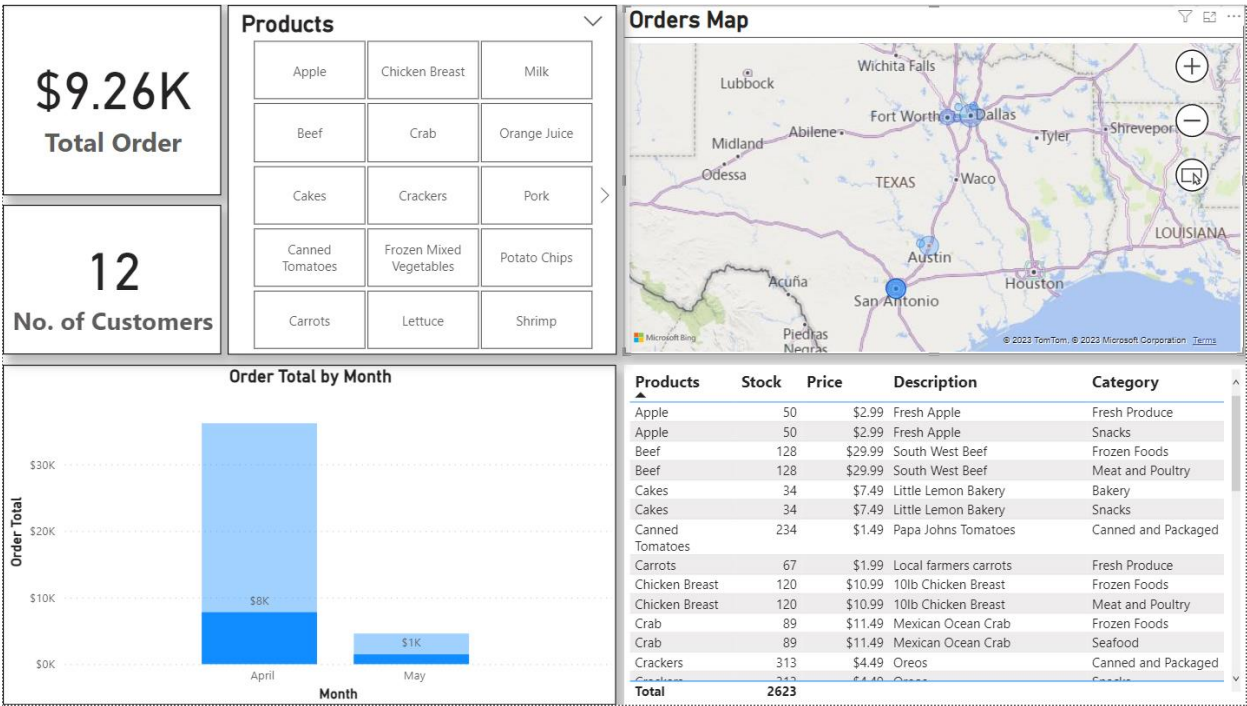 $9.26K
Total Order
12
No. of Customers
Products
Apple
Chicken Breast
Milk
Beef
Crab
Orange Juice
Cakes
Crackers
Pork
Canned
Tomatoes
Frozen Mixed
Vegetables
Potato Chips
Carrots
Lettuce
Shrimp
Orders Map
Wichita Falls
Lubbock
Fort Worth
Dallas
Abilene
Tyler
Shrevepor
Midland
Odessa
TEXAS
Waco
LOUISIANA
Austin
Acuña
Houston
San Antonio
Piedras
Negras
Microsoft Bing
© 2023 TomTom, © 2023 Microsoft Corporation Terms
Order Total by Month
Order Total
$30K
$20K
$10K
$0K
$8K
$1K
April May
Month
Products Stock Price Description Category
Apple 50 $2.99 Fresh Apple Fresh Produce
Apple 50 $2.99 Fresh Apple Snacks
Beef 128 $29.99 South West Beef Frozen Foods
Beef 128 $29.99 South West Beef Meat and Poultry
Cakes 34 $7.49 Little Lemon Bakery Bakery
Cakes 34 $7.49 Little Lemon Bakery Snacks
Canned 234 $1.49 Papa Johns Tomatoes Canned and Packaged
Tomatoes
Carrots 67 $1.99 Local farmers carrots Fresh Produce
Chicken Breast 120 $10.99 10lb Chicken Breast Frozen Foods
Chicken Breast 120 $10.99 10lb Chicken Breast Meat and Poultry
Crab 89 $11.49 Mexican Ocean Crab Frozen Foods
Crab 89 $11.49 Mexican Ocean Crab Seafood
Crackers 313 $4.49 Oreos Canned and Packaged
Total 2623